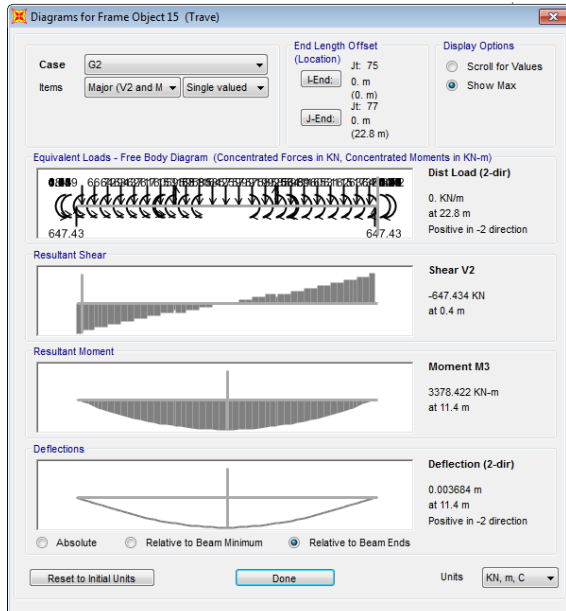 Diagrams for Frame Object 15 (Trave)
Case G2
Items Major (V2 and M Single valued
End Length Offset
(Location)
Jt: 75
I-End: 0. m
(0. m)
Jt: 77
J-End: 0. m
(22.8 m)
Display Options
Scroll for Values
Show Max
Equivalent Loads - Free Body Diagram (Concentrated Forces in KN, Concentrated Moments in KN-m)
647.43 647.43
Dist Load (2-dir)
0. KN/m
at 22.8 m
Positive in -2 direction
Resultant Shear
Shear V2
-647.434 KN
at 0.4 m
Resultant Moment
Moment M3
3378.422 KN-m
at 11.4 m
Deflections
Deflection (2-dir)
0.003684 m
at 11.4 m
Positive in -2 direction
Absolute Relative to Beam Minimum Relative to Beam Ends
Reset to Initial Units Done Units KN, m, C